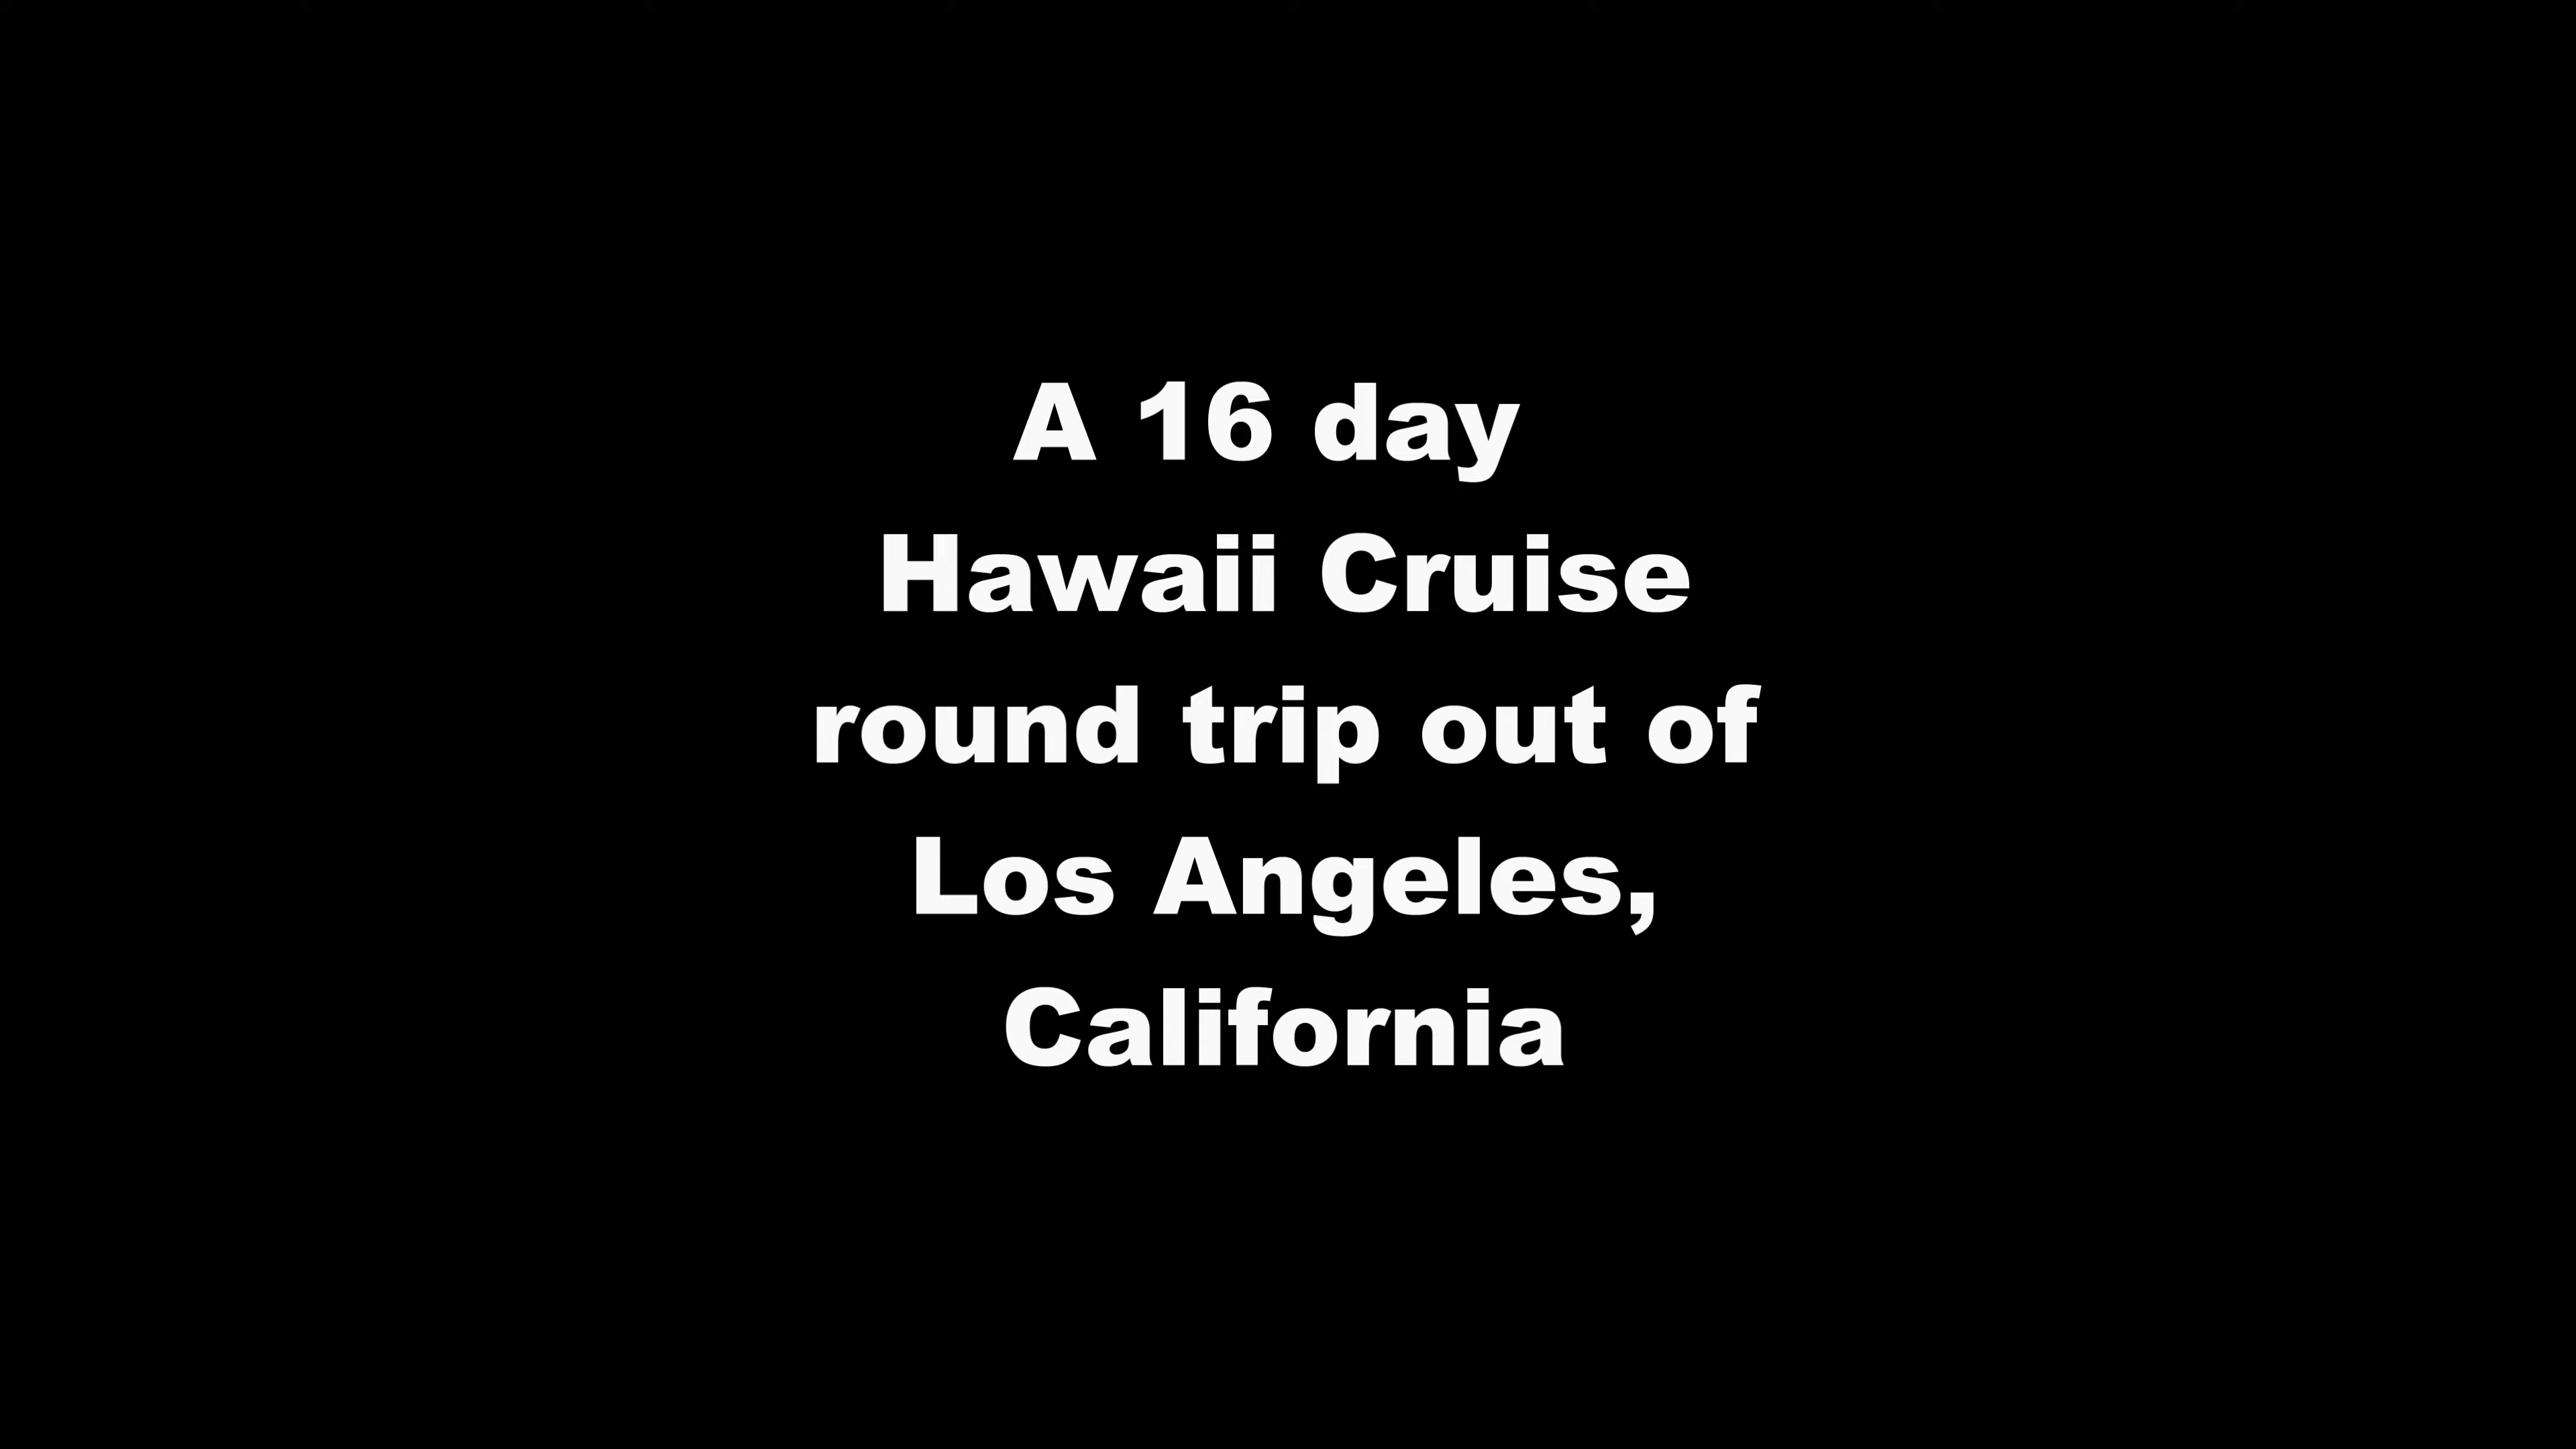 A 16 day
Hawaii Cruise
round trip out of
Los Angeles,
California